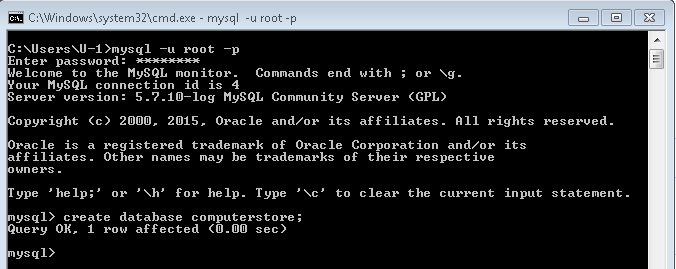 C:\Windows\system32\cmd.exe - mysql -u root -p
C:\Users\U-1>mysql -u root -p
Enter password: ********
Welcome to the MySQL monitor.  Commands end with ; or \g.
Your MySQL connection id is 4
Server version: 5.7.10-log MySQL Community Server (GPL)
Copyright (c) 2000, 2015, Oracle and/or its affiliates. All rights reserved.
Oracle is a registered trademark of Oracle Corporation and/or its
affiliates. Other names may be trademarks of their respective
owners.
Type 'help;' or '\h' for help. Type '\c' to clear the current input statement.
mysql> create database computerstore;
Query OK, 1 row affected (0.00 sec)
mysql>